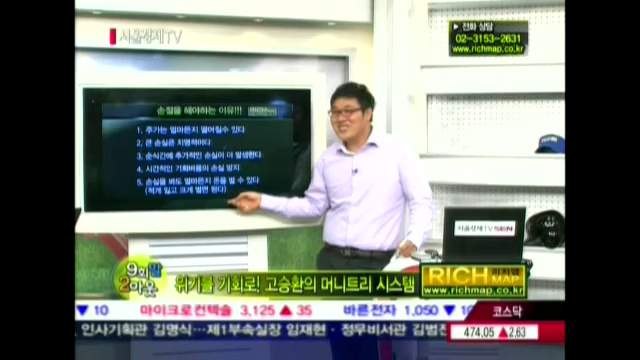 서울경제TV
▶ 전화 상담
02-3153-2631
www.richmap.co.kr
손절을 해야하는 이유!!!
1. 주가는 얼마든지 떨어질수 있다
2. 큰 손실은 치명적이다
3. 순식간에 추가적인 손실이 더 발생한다
4. 시간적인 기회비용의 손실 방지
5. 손실을 봐도 얼마든지 돈을 벌 수 있다
(적게 잃고 크게 벌면 된다)
서울경제TV SEN
9회말
2아웃
위기를 기회로! 고승환의 머니트리 시스템
RICH 리치맵 MAP
www.richmap.co.kr
▼ 10 마이크로컨텍솔 3,125 ▲ 35 바른전자 1,050 ▼ 10
코스닥
인사기획관 김명식…제1부속실장 임재현·정무비서관 김범진
474.05 ▲2.63